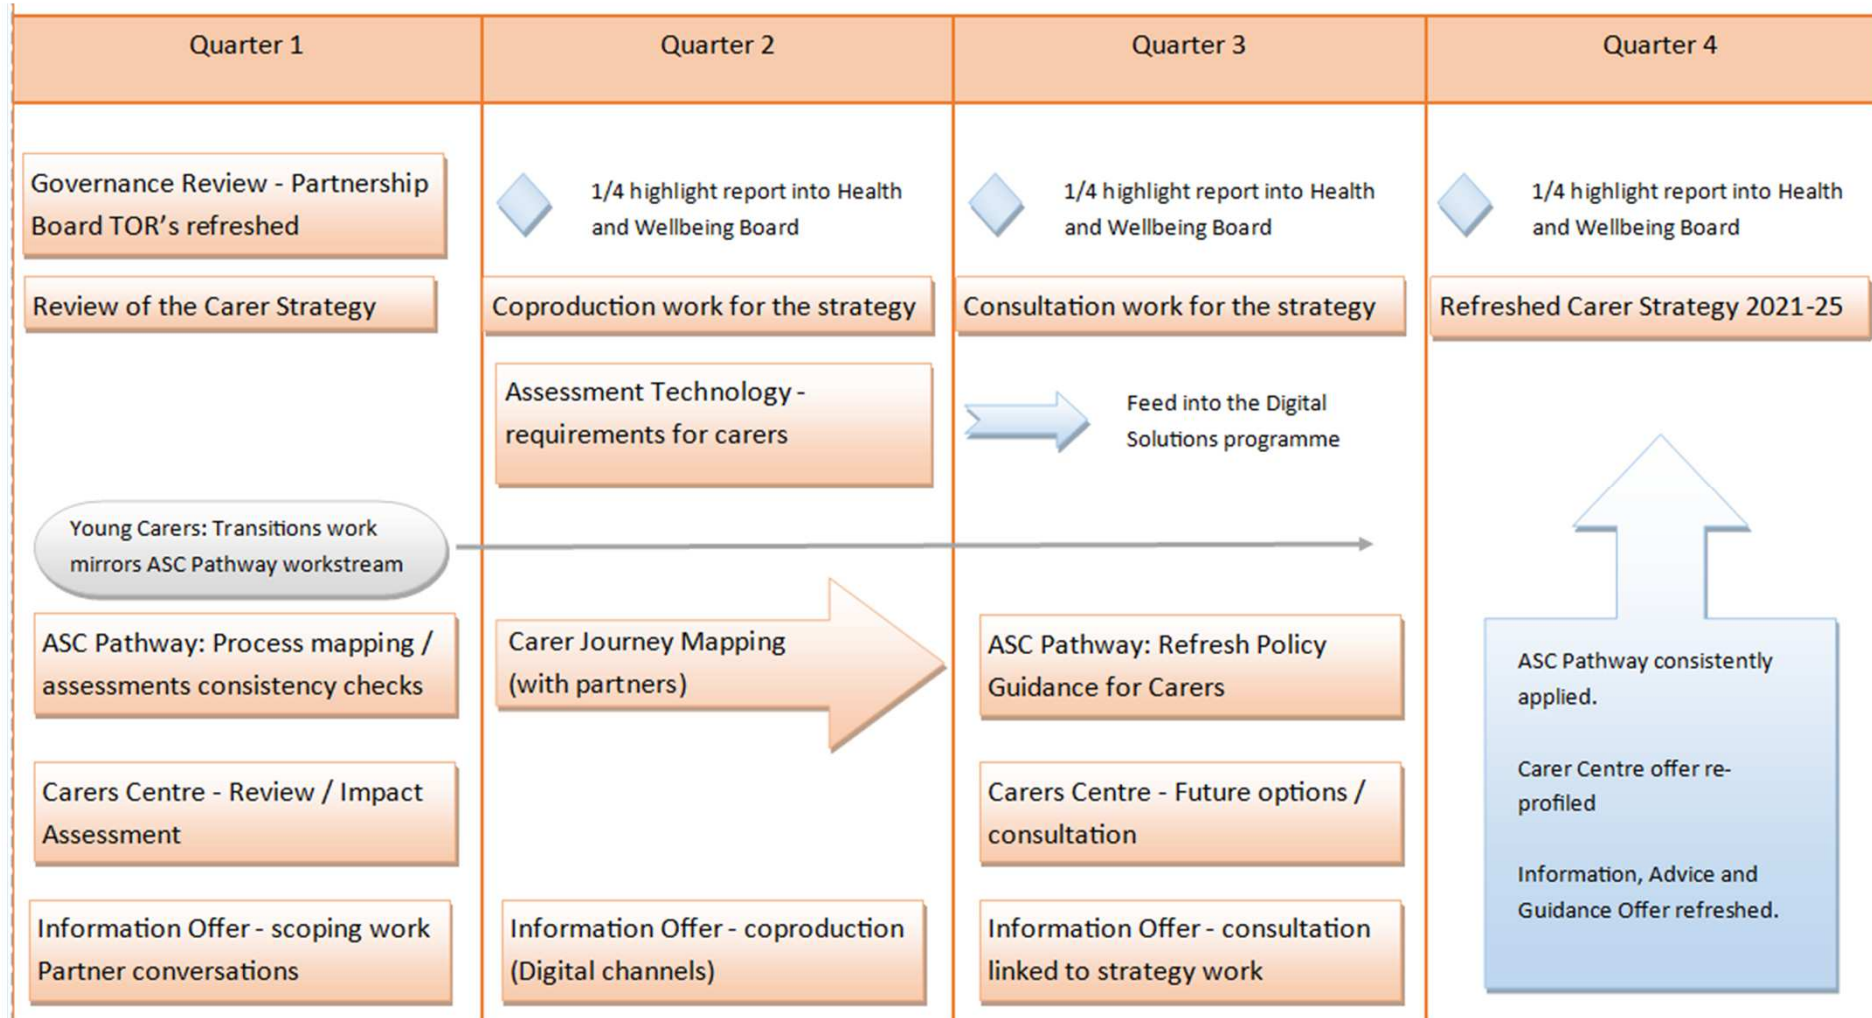 Quarter 1
Quarter 2
Quarter 3
Quarter 4
Governance Review - Partnership
Board TOR's refreshed
1/4 highlight report into Health
and Wellbeing Board
1/4 highlight report into Health
and Wellbeing Board
1/4 highlight report into Health
and Wellbeing Board
Review of the Carer Strategy
Coproduction work for the strategy
Consultation work for the strategy
Refreshed Carer Strategy 2021-25
Assessment Technology -
requirements for carers
Feed into the Digital
Solutions programme
Young Carers: Transitions work
mirrors ASC Pathway workstream
ASC Pathway: Process mapping /
assessments consistency checks
Carer Journey Mapping
(with partners)
ASC Pathway: Refresh Policy
Guidance for Carers
ASC Pathway consistently
applied.
Carer Centre offer re-
profiled
Information, Advice and
Guidance Offer refreshed.
Carers Centre - Review / Impact
Assessment
Carers Centre - Future options /
consultation
Information Offer - scoping work
Partner conversations
Information Offer - coproduction
(Digital channels)
Information Offer - consultation
linked to strategy work